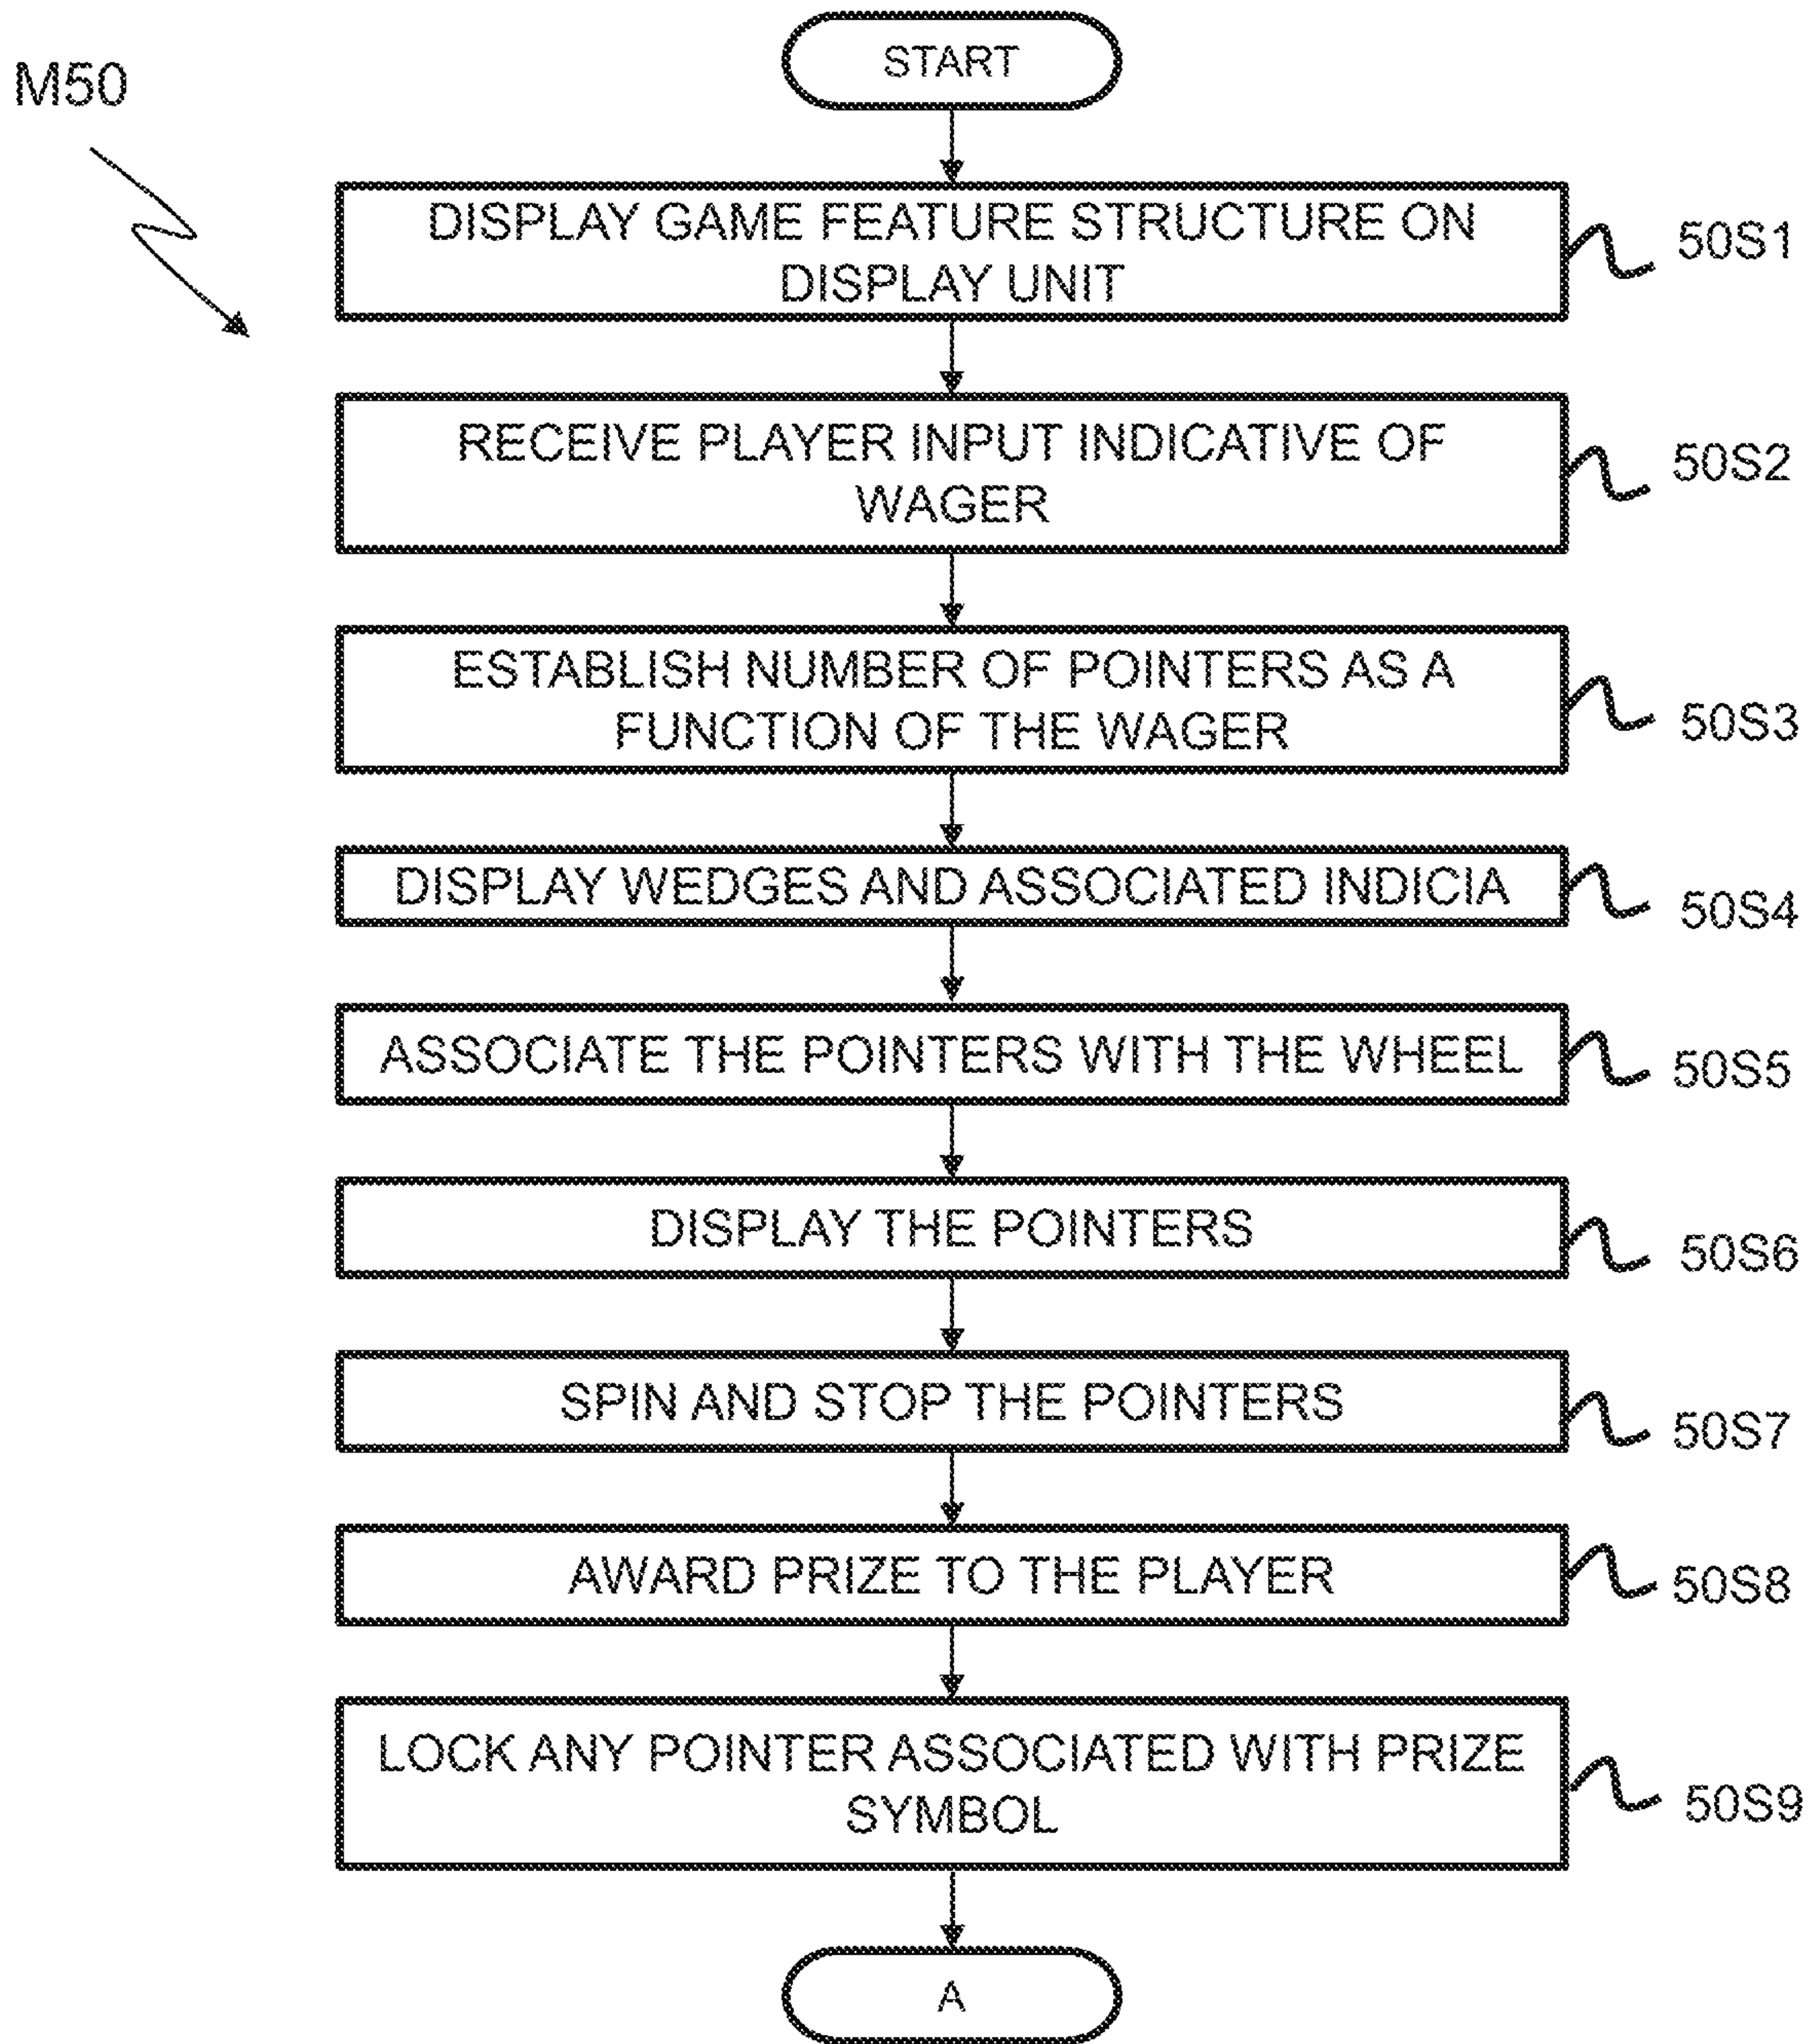 START
M50
DISPLAY GAME FEATURE STRUCTURE ON
DISPLAY UNIT
50S1
RECEIVE PLAYER INPUT INDICATIVE OF
WAGER
50S2
ESTABLISH NUMBER OF POINTERS AS A
FUNCTION OF THE WAGER
50S3
DISPLAY WEDGES AND ASSOCIATED INDICIA
50S4
ASSOCIATE THE POINTERS WITH THE WHEEL
50S5
DISPLAY THE POINTERS
50S6
SPIN AND STOP THE POINTERS
50S7
AWARD PRIZE TO THE PLAYER
50S8
LOCK ANY POINTER ASSOCIATED WITH PRIZE
SYMBOL
50S9
A